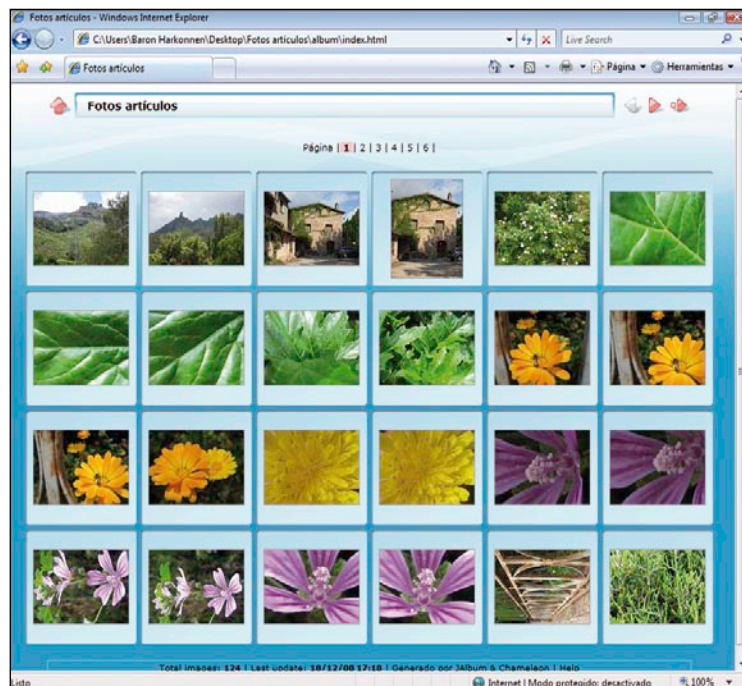 Fotos artículos - Windows Internet Explorer
C:\Users\Baron Harkonnen\Desktop\Fotos articulos\album\index.html
Live Search
Fotos artículos
Página
Herramientas
Fotos artículos
Página | 1 | 2 | 3 | 4 | 5 | 6 |
Total images: 124 | Last update: 18/12/08 17:18 | Generado por JAlbum & Chameleon | Help
Listo
Internet | Modo protegido: desactivado
100%